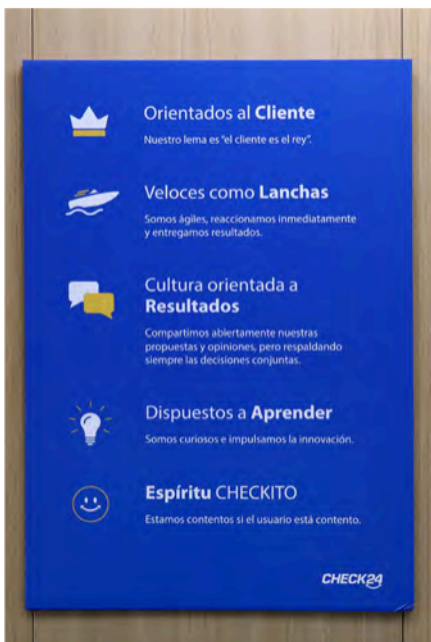 Orientados al Cliente
Nuestro lema es "el cliente es el rey".
Veloces como Lanchas
Somos ágiles, reaccionamos inmediatamente
y entregamos resultados.
Cultura orientada a
Resultados
Compartimos abiertamente nuestras
propuestas y opiniones, pero respaldando
siempre las decisiones conjuntas.
Dispuestos a Aprender
Somos curiosos e impulsamos la innovación.
Espíritu CHECKITO
Estamos contentos si el usuario está contento.
CHECK24